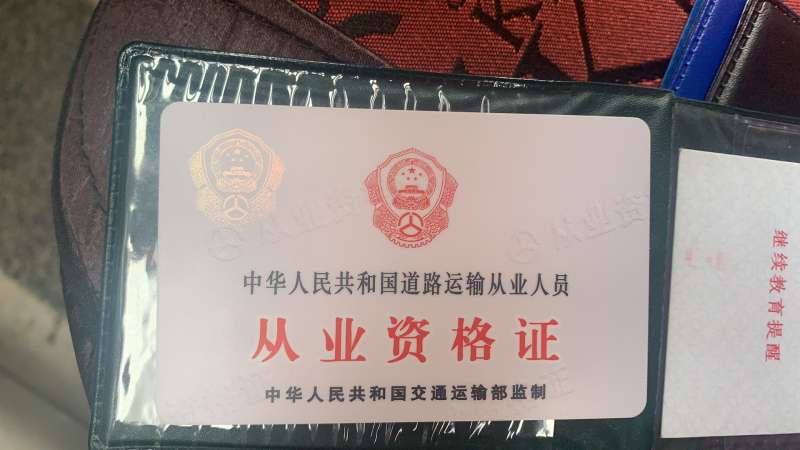 中华人民共和国道路运输从业人员
从业资格证
中华人民共和国交通运输部监制
继续教育提醒